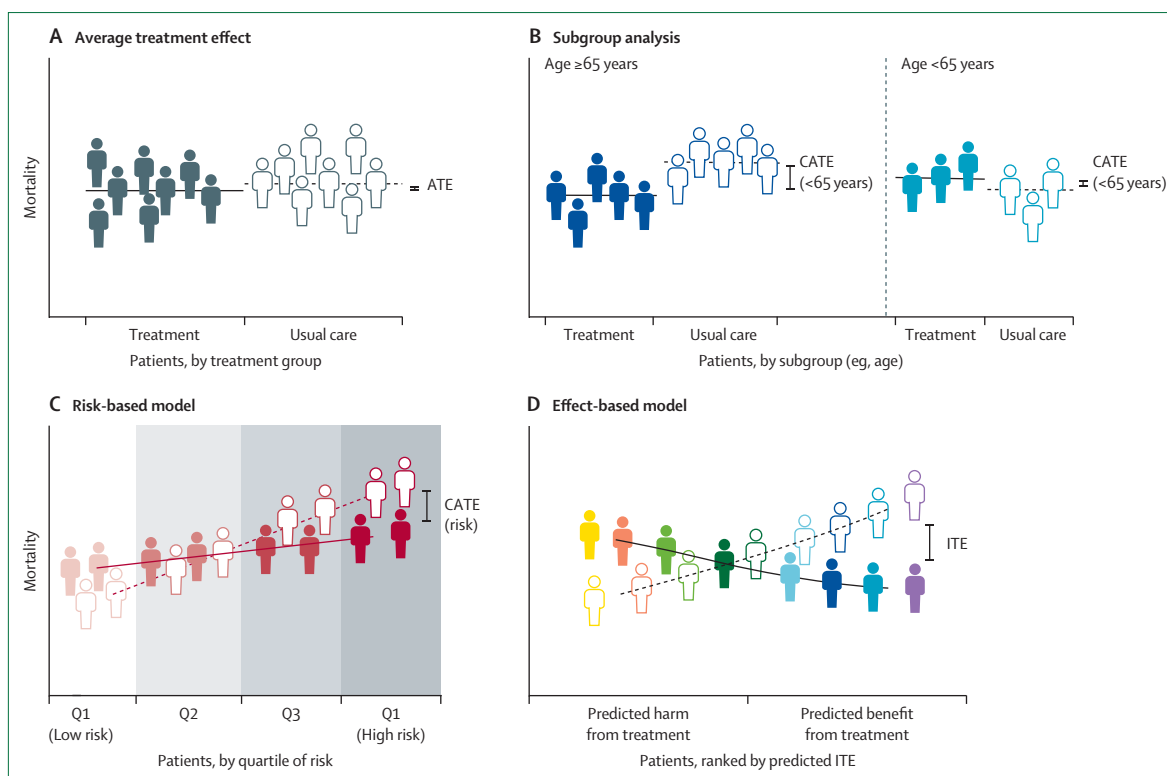 A Average treatment effect
Mortality
ATE
Treatment
Usual care
Patients, by treatment group
B Subgroup analysis
Age ≥65 years
Age <65 years
CATE
(<65 years)
CATE
(<65 years)
Treatment
Usual care
Treatment
Usual care
Patients, by subgroup (eg, age)
C Risk-based model
Mortality
CATE
(risk)
Q1
(Low risk)
Q2
Q3
Q1
(High risk)
Patients, by quartile of risk
D Effect-based model
ITE
Predicted harm
from treatment
Predicted benefit
from treatment
Patients, ranked by predicted ITE